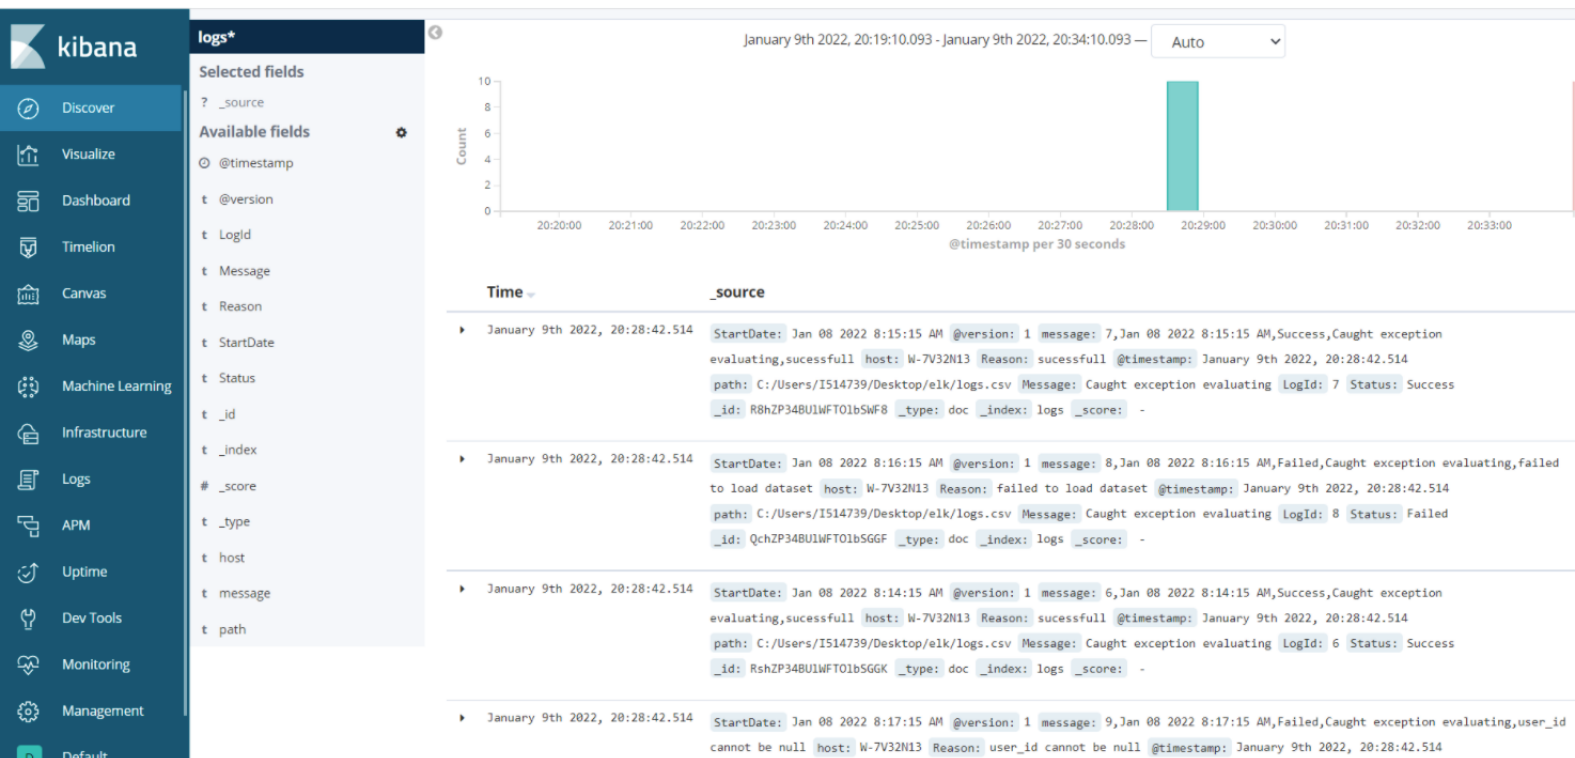 kibana
Discover
Visualize
Dashboard
Timelion
Canvas
Maps
Machine Learning
Infrastructure
Logs
APM
Uptime
Dev Tools
Monitoring
Management
D Default
logs*
Selected fields
? _source
Available fields
@timestamp
t @version
t LogId
t Message
t Reason
t StartDate
t Status
t _id
t _index
# _score
t _type
t host
t message
t path
January 9th 2022, 20:19:10.093 - January 9th 2022, 20:34:10.093 — Auto
Count
10
8
6
4
2
0
20:20:00 20:21:00 20:22:00 20:23:00 20:24:00 20:25:00 20:26:00 20:27:00 20:28:00 20:29:00 20:30:00 20:31:00 20:32:00 20:33:00
@timestamp per 30 seconds
Time _source
January 9th 2022, 20:28:42.514 StartDate: Jan 08 2022 8:15:15 AM @version: 1 message: 7,Jan 08 2022 8:15:15 AM,Success,Caught exception
evaluating,sucessfull host: W-7V32N13 Reason: sucessfull @timestamp: January 9th 2022, 20:28:42.514
path: C:/Users/I514739/Desktop/elk/logs.csv Message: Caught exception evaluating LogId: 7 Status: Success
_id: R8hZP34BUlWFTOlbSWF8 _type: doc _index: logs _score: -
January 9th 2022, 20:28:42.514 StartDate: Jan 08 2022 8:16:15 AM @version: 1 message: 8,Jan 08 2022 8:16:15 AM,Failed,Caught exception evaluating,failed
to load dataset host: W-7V32N13 Reason: failed to load dataset @timestamp: January 9th 2022, 20:28:42.514
path: C:/Users/I514739/Desktop/elk/logs.csv Message: Caught exception evaluating LogId: 8 Status: Failed
_id: QchZP34BUlWFTOlbSGGF _type: doc _index: logs _score: -
January 9th 2022, 20:28:42.514 StartDate: Jan 08 2022 8:14:15 AM @version: 1 message: 6,Jan 08 2022 8:14:15 AM,Success,Caught exception
evaluating,sucessfull host: W-7V32N13 Reason: sucessfull @timestamp: January 9th 2022, 20:28:42.514
path: C:/Users/I514739/Desktop/elk/logs.csv Message: Caught exception evaluating LogId: 6 Status: Success
_id: RshZP34BUlWFTOlbSGGK _type: doc _index: logs _score: -
January 9th 2022, 20:28:42.514 StartDate: Jan 08 2022 8:17:15 AM @version: 1 message: 9,Jan 08 2022 8:17:15 AM,Failed,Caught exception evaluating,user_id
cannot be null host: W-7V32N13 Reason: user_id cannot be null @timestamp: January 9th 2022, 20:28:42.514